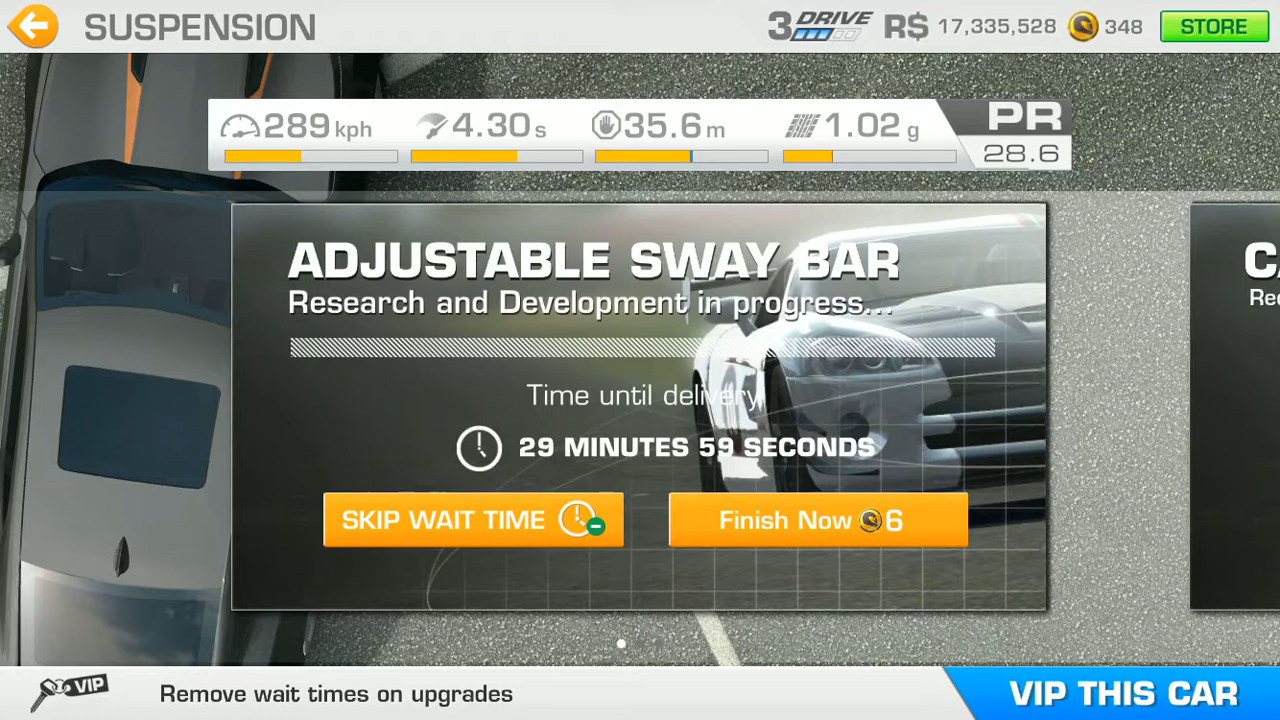 SUSPENSION
3 DRIVE
R$ 17,335,528
348
STORE
289 kph
4.30 s
35.6 m
1.02 g
PR
28.6
ADJUSTABLE SWAY BAR
Research and Development in progress...
Time until delivery
29 MINUTES 59 SECONDS
SKIP WAIT TIME
Finish Now 6
VIP
Remove wait times on upgrades
VIP THIS CAR